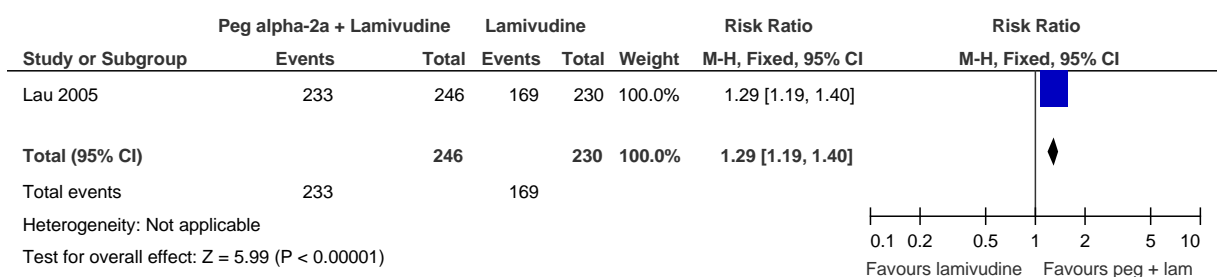 Peg alpha-2a + Lamivudine Lamivudine Risk Ratio Risk Ratio
Study or Subgroup Events Total Events Total Weight M-H, Fixed, 95% CI M-H, Fixed, 95% CI
Lau 2005 233 246 169 230 100.0% 1.29 [1.19, 1.40]
Total (95% CI) 246 230 100.0% 1.29 [1.19, 1.40]
Total events 233 169
Heterogeneity: Not applicable
Test for overall effect: Z = 5.99 (P < 0.00001)
0.1 0.2 0.5 1 2 5 10
Favours lamivudine Favours peg + lam